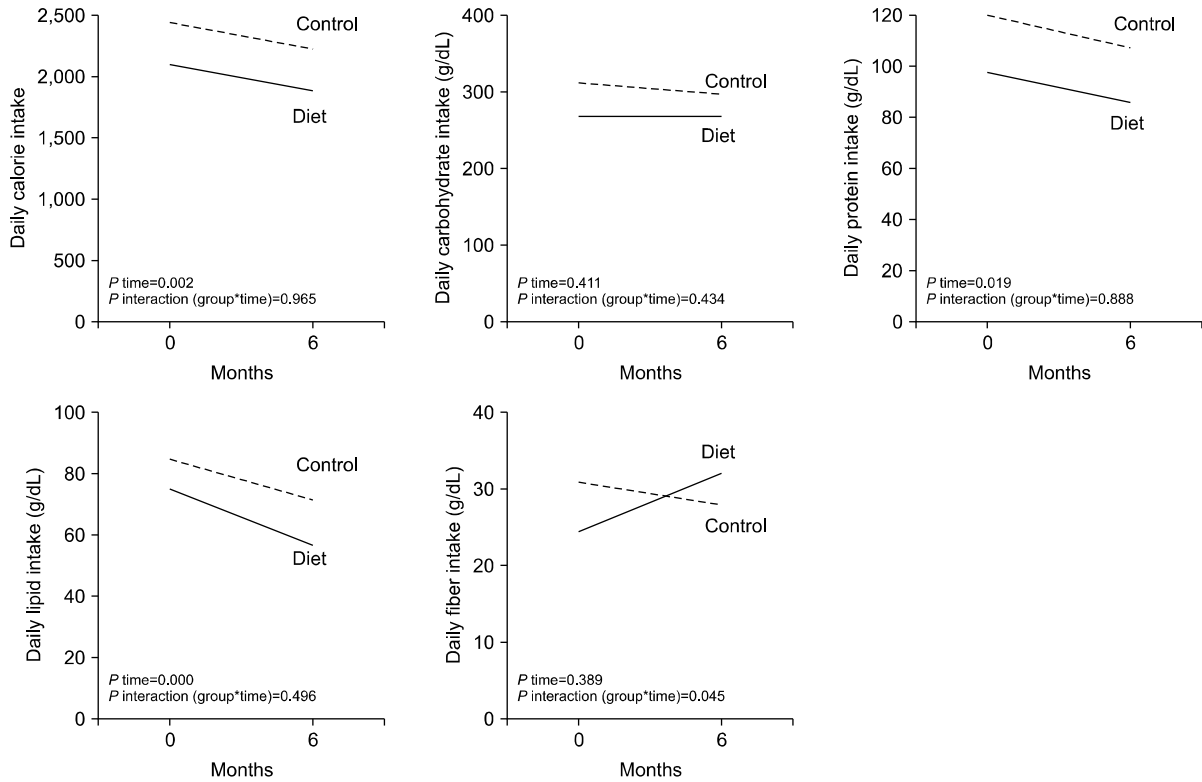 Daily calorie intake
2,500
2,000
1,500
1,000
500
0
Control
Diet
P time=0.002
P interaction (group*time)=0.965
0 6
Months
Daily carbohydrate intake (g/dL)
400
300
200
100
0
Control
Diet
P time=0.411
P interaction (group*time)=0.434
0 6
Months
Daily protein intake (g/dL)
120
100
80
60
40
20
0
Control
Diet
P time=0.019
P interaction (group*time)=0.888
0 6
Months
Daily lipid intake (g/dL)
100
80
60
40
20
0
Control
Diet
P time=0.000
P interaction (group*time)=0.496
0 6
Months
Daily fiber intake (g/dL)
40
30
20
10
0
Diet
Control
P time=0.389
P interaction (group*time)=0.045
0 6
Months